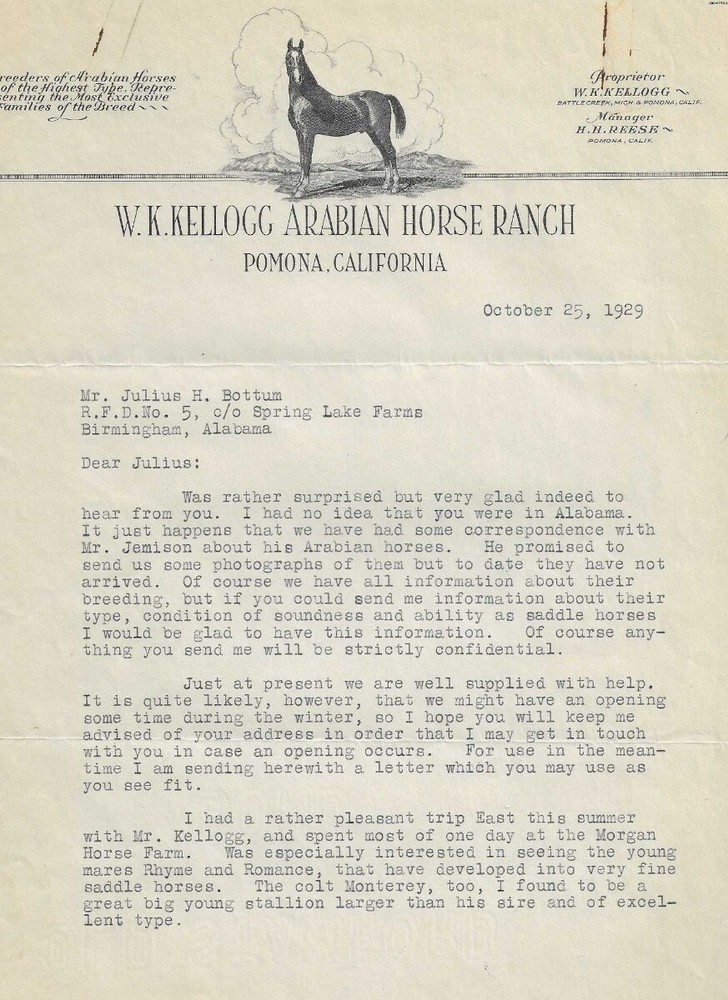 reeders of Arabian Horses
of the Highest Type, Repre-
senting the Most Exclusive
Families of the Breed
Proprietor
W.K.KELLOGG
BATTLE CREEK, MICH. & POMONA, CALIF.
Manager
H.H.REESE
POMONA, CALIF.
W.K.KELLOGG ARABIAN HORSE RANCH
POMONA, CALIFORNIA
October 25, 1929
Mr. Julius H. Bottum
R.F.D.No. 5, c/o Spring Lake Farms
Birmingham, Alabama
Dear Julius:
Was rather surprised but very glad indeed to
hear from you. I had no idea that you were in Alabama.
It just happens that we have had some correspondence with
Mr. Jemison about his Arabian horses. He promised to
send us some photographs of them but to date they have not
arrived. Of course we have all information about their
breeding, but if you could send me information about their
type, condition of soundness and ability as saddle horses
I would be glad to have this information. Of course any-
thing you send me will be strictly confidential.
Just at present we are well supplied with help.
It is quite likely, however, that we might have an opening
some time during the winter, so I hope you will keep me
advised of your address in order that I may get in touch
with you in case an opening occurs. For use in the mean-
time I am sending herewith a letter which you may use as
you see fit.
I had a rather pleasant trip East this summer
with Mr. Kellogg, and spent most of one day at the Morgan
Horse Farm. Was especially interested in seeing the young
mares Rhyme and Romance, that have developed into very fine
saddle horses. The colt Monterey, too, I found to be a
great big young stallion larger than his sire and of excel-
lent type.